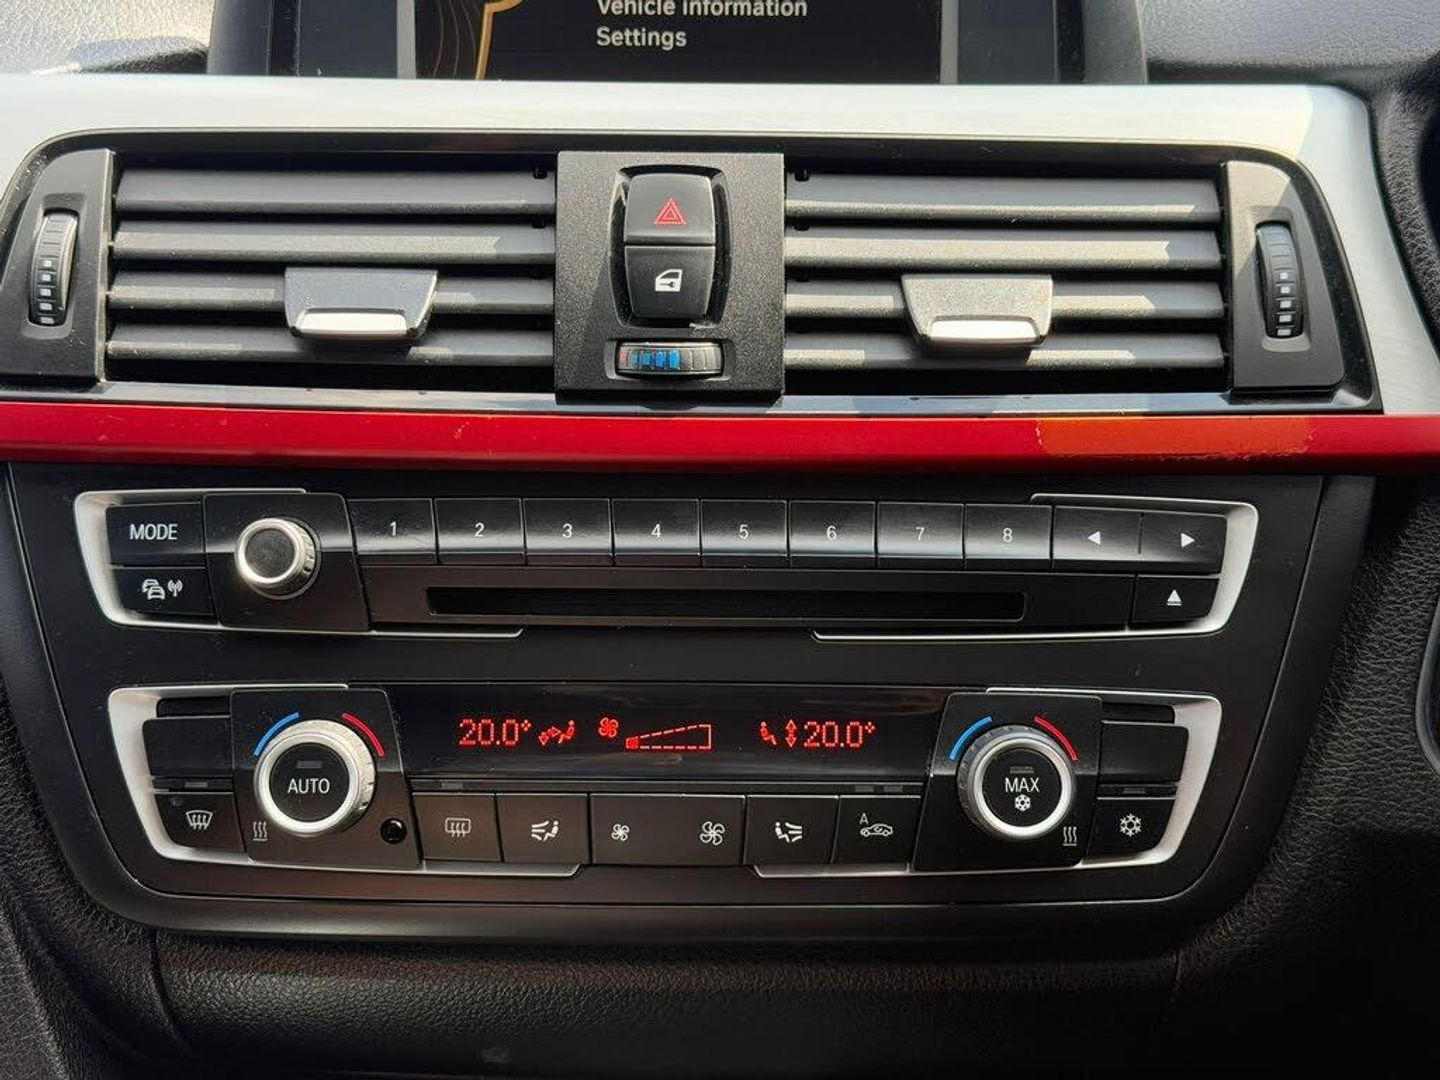 Vehicle information
Settings
MODE
1 2 3 4 5 6 7 8
20.0° 20.0°
AUTO
MAX
A